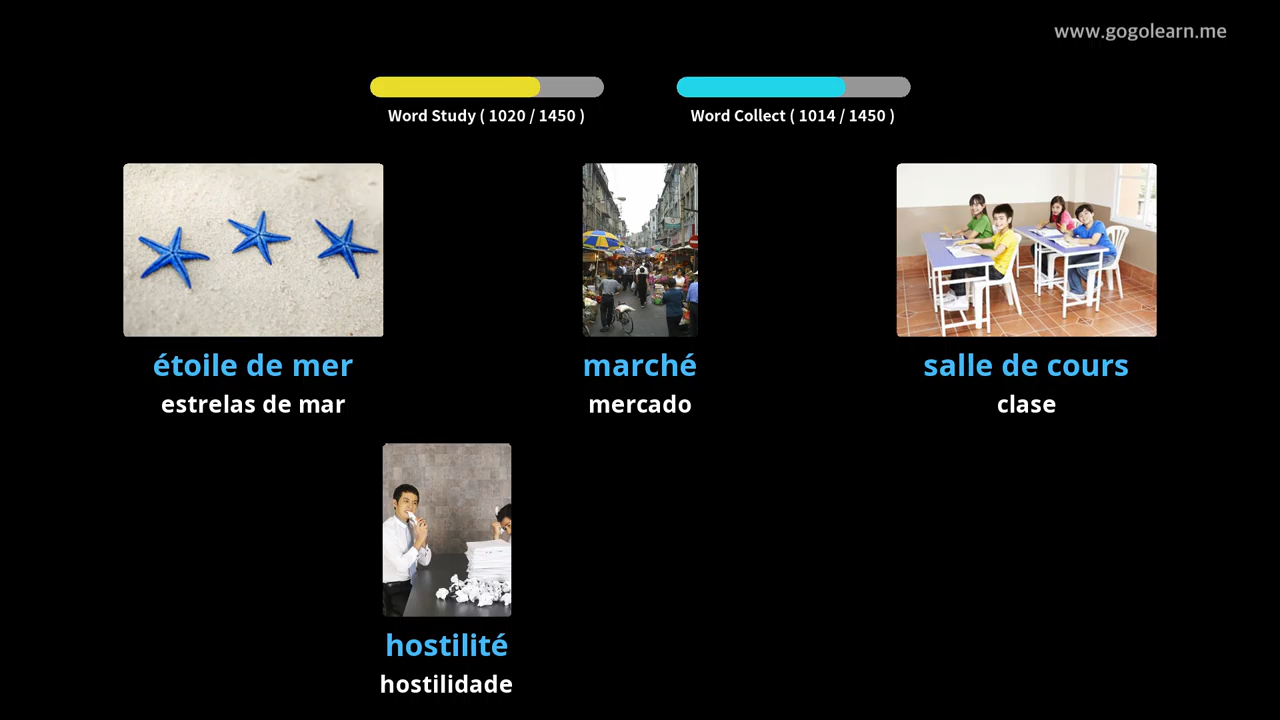 www.gogolearn.me
Word Study ( 1020 / 1450 )
Word Collect ( 1014 / 1450 )
étoile de mer
estrelas de mar
marché
mercado
salle de cours
clase
hostilité
hostilidade